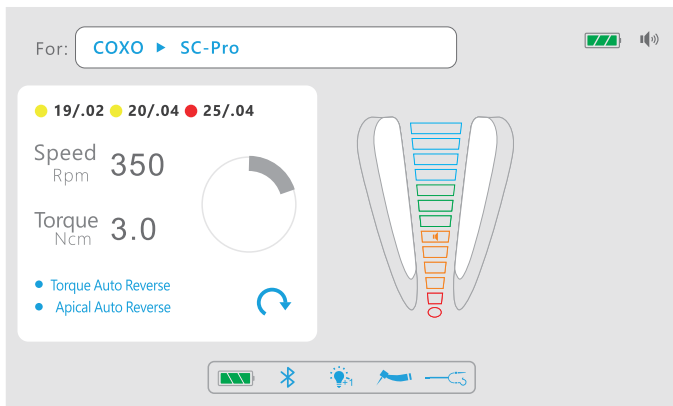 For: COXO ▶ SC-Pro
19/.02 20/.04 25/.04
Speed
Rpm
350
Torque
Ncm
3.0
Torque Auto Reverse
Apical Auto Reverse
+1